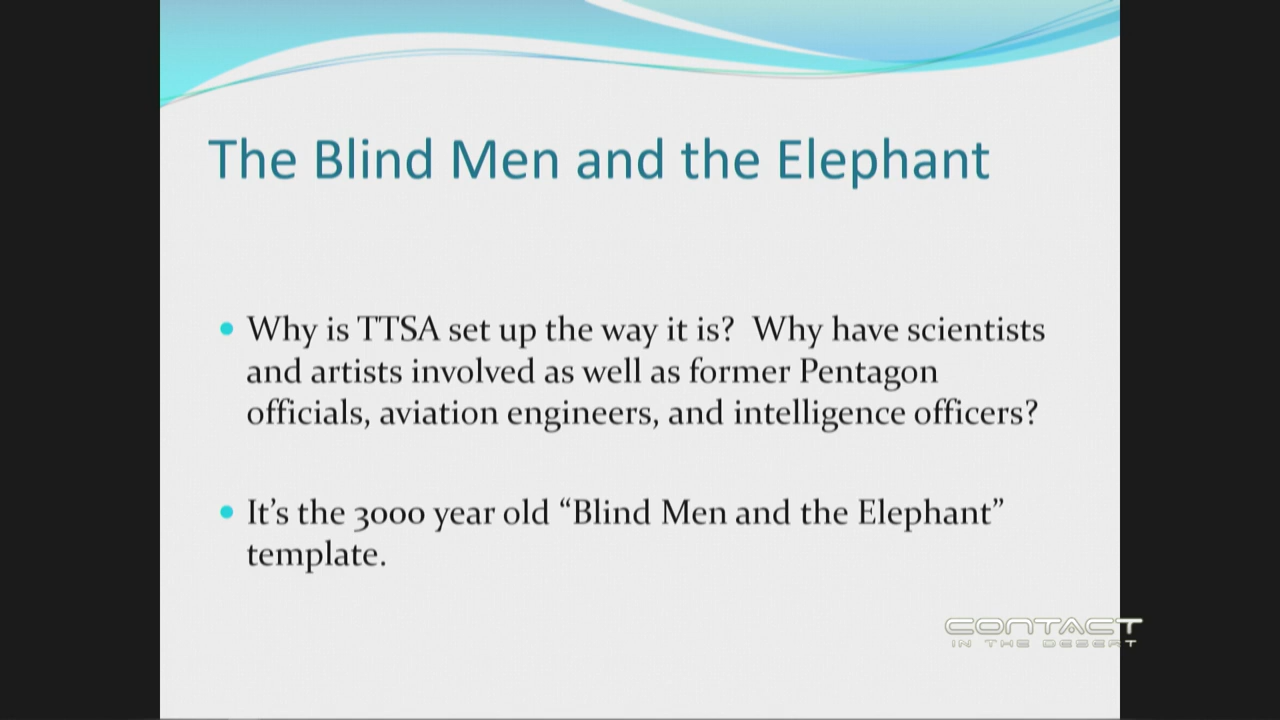 The Blind Men and the Elephant
Why is TTSA set up the way it is?  Why have scientists
and artists involved as well as former Pentagon
officials, aviation engineers, and intelligence officers?
It’s the 3000 year old “Blind Men and the Elephant”
template.
CONTACT
IN THE DESERT